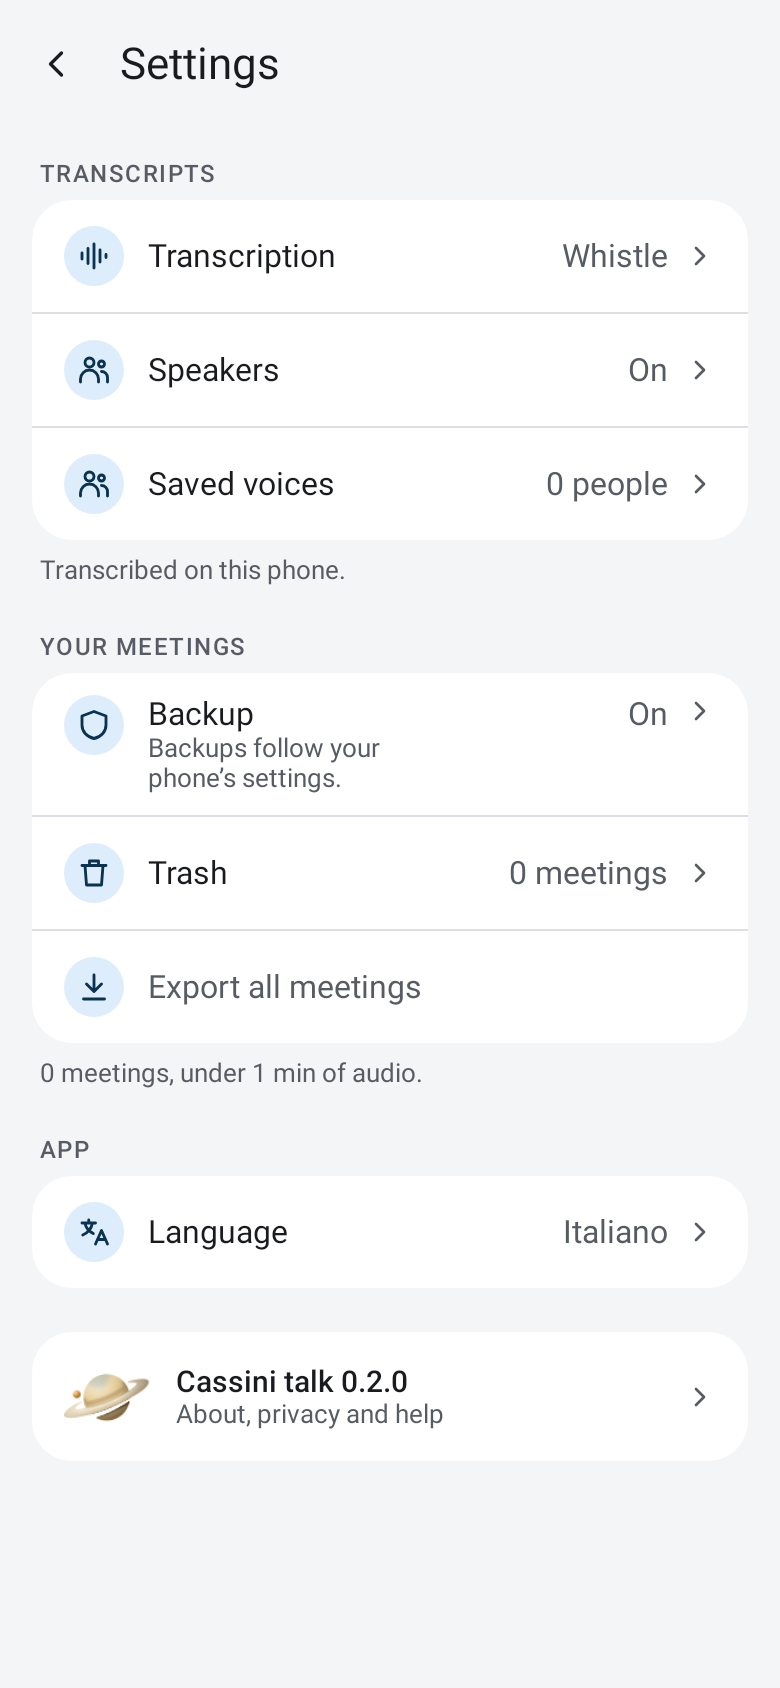 Settings
TRANSCRIPTS
Transcription
Whistle
Speakers
On
Saved voices
0 people
Transcribed on this phone.
YOUR MEETINGS
Backup
On
Backups follow your
phone’s settings.
Trash
0 meetings
Export all meetings
0 meetings, under 1 min of audio.
APP
Language
Italiano
Cassini talk 0.2.0
About, privacy and help